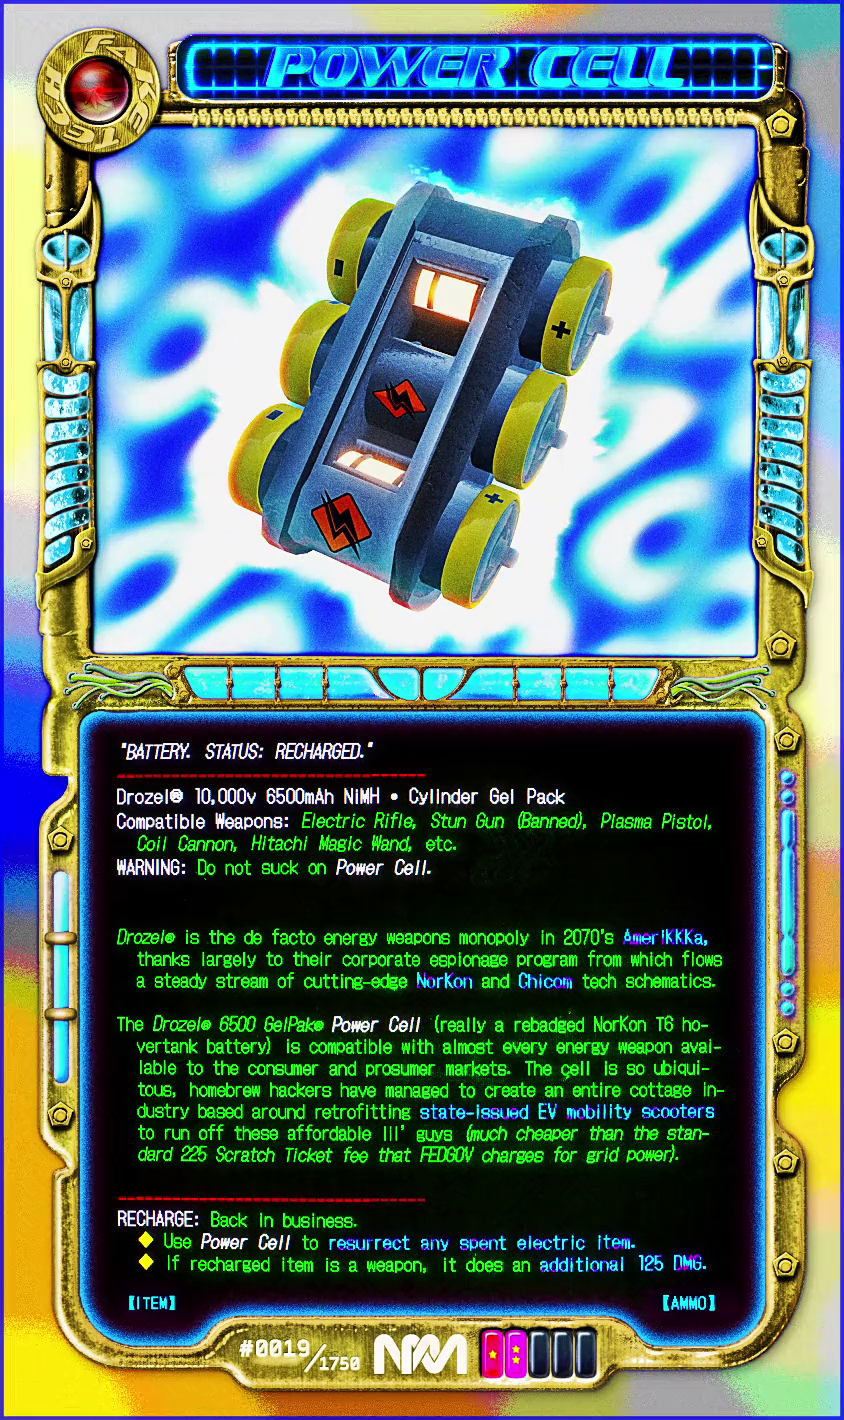 FAKE TECH
POWER CELL
"BATTERY. STATUS: RECHARGED."
Drozel® 10,000v 6500mAh NiMH • Cylinder Gel Pack
Compatible Weapons: Electric Rifle, Stun Gun (Banned), Plasma Pistol,
Coil Cannon, Hitachi Magic Wand, etc.
WARNING: Do not suck on Power Cell.
Drozel® is the de facto energy weapons monopoly in 2070's AmeriKKKa,
thanks largely to their corporate espionage program from which flows
a steady stream of cutting-edge NorKon and Chicom tech schematics.
The Drozel® 6500 GelPak® Power Cell (really a rebadged NorKon T6 ho-
vertank battery) is compatible with almost every energy weapon avai-
lable to the consumer and prosumer markets. The cell is so ubiqui-
tous, homebrew hackers have managed to create an entire cottage in-
dustry based around retrofitting state-issued EV mobility scooters
to run off these affordable lil' guys (much cheaper than the stan-
dard 225 Scratch Ticket fee that FEDGOV charges for grid power).
RECHARGE: Back in business.
Use Power Cell to resurrect any spent electric item.
If recharged item is a weapon, it does an additional 125 DMG.
【ITEM】 【AMMO】
#0019/1750